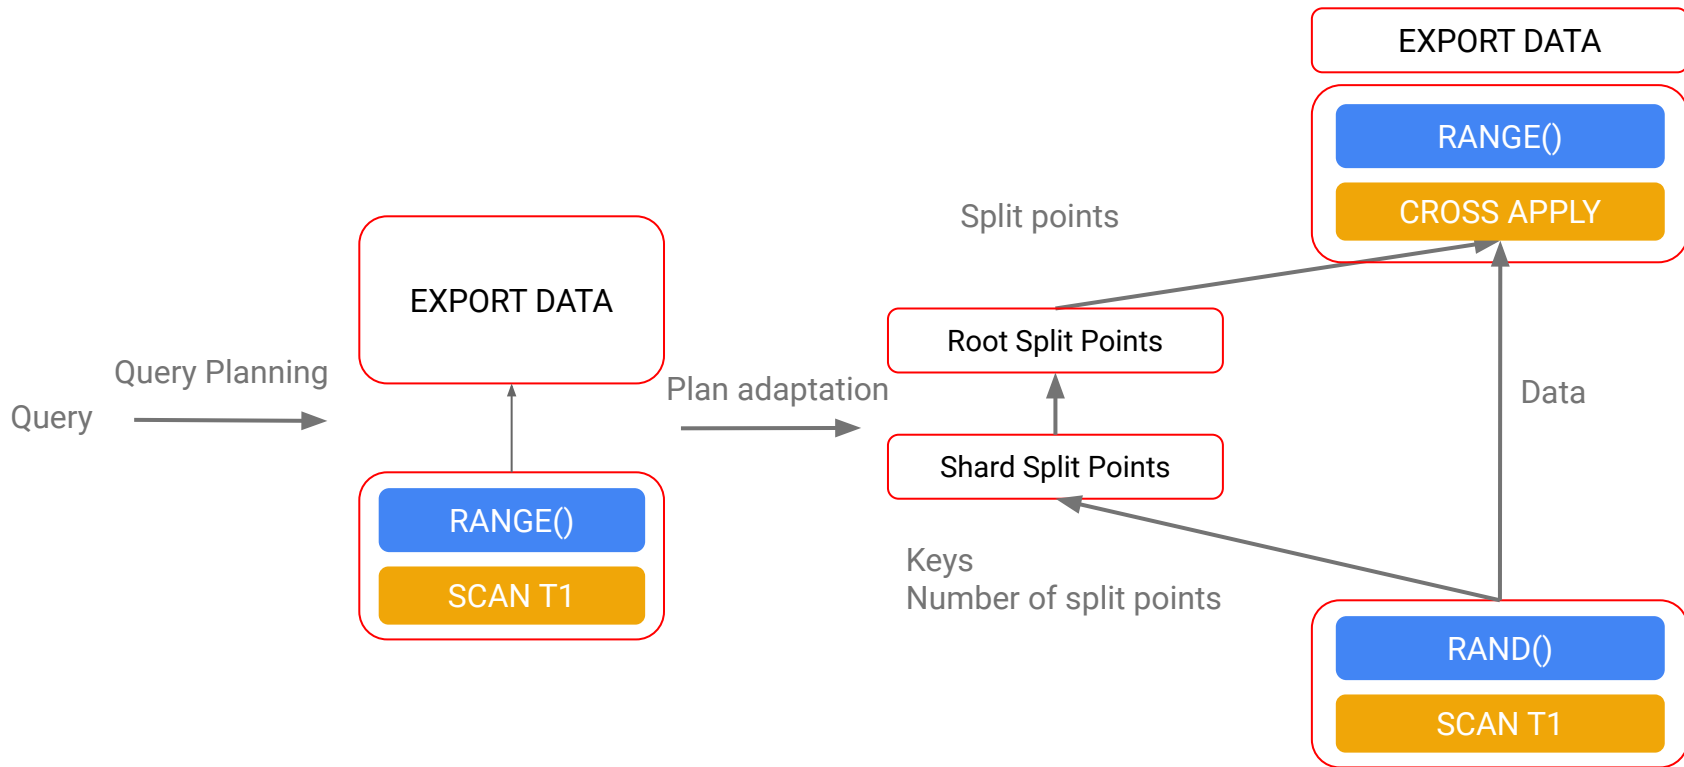 Query
Query Planning
EXPORT DATA
RANGE()
SCAN T1
Plan adaptation
EXPORT DATA
RANGE()
CROSS APPLY
Split points
Root Split Points
Shard Split Points
Data
Keys
Number of split points
RAND()
SCAN T1